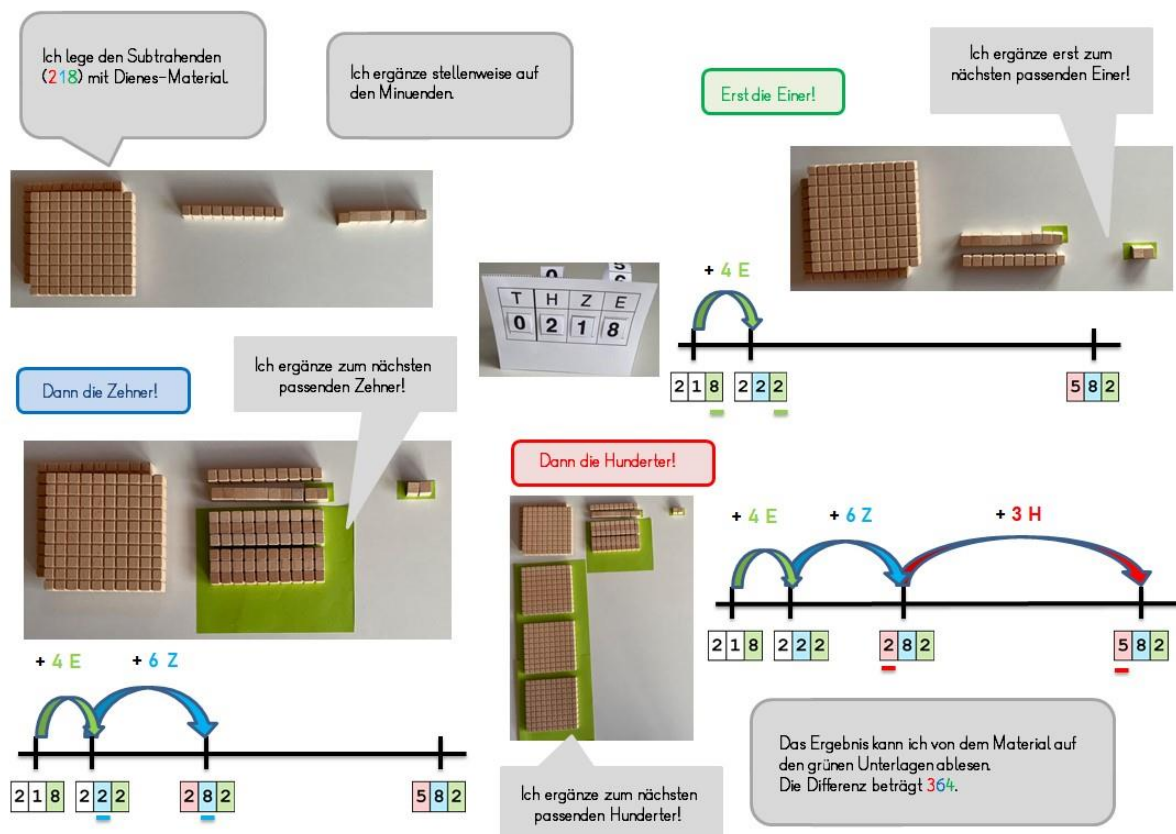 Ich lege den Subtrahenden
(218) mit Dienes-Material.
Ich ergänze stellenweise auf
den Minuenden.
Erst die Einer!
Ich ergänze erst zum
nächsten passenden Einer!
T H Z E
0 2 1 8
+ 4 E
218 222 582
Dann die Zehner!
Ich ergänze zum nächsten
passenden Zehner!
+ 4 E + 6 Z
218 222 282 582
Dann die Hunderter!
Ich ergänze zum nächsten
passenden Hunderter!
+ 4 E + 6 Z + 3 H
218 222 282 582
Das Ergebnis kann ich von dem Material auf
den grünen Unterlagen ablesen.
Die Differenz beträgt 364.